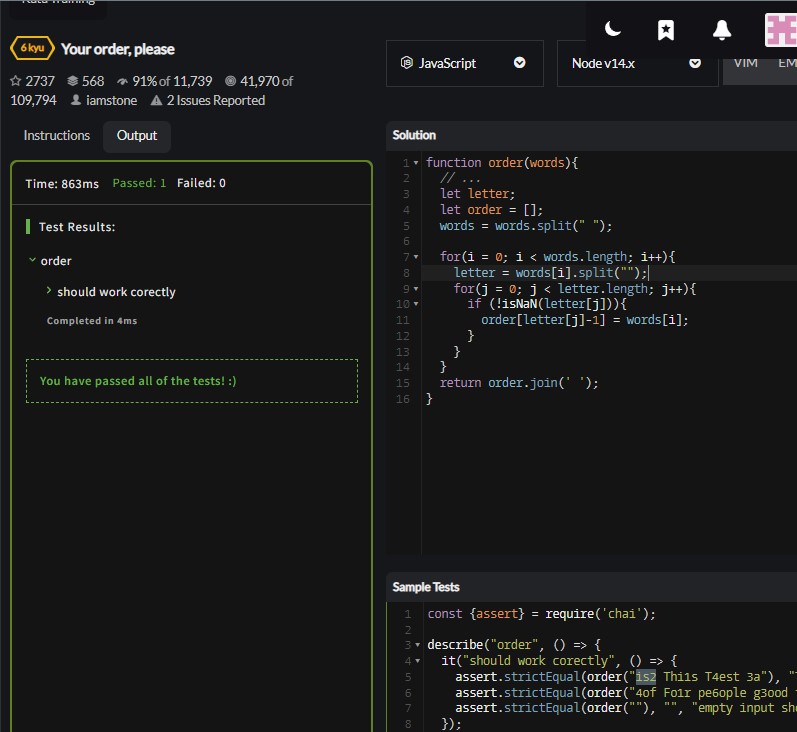 Kata Training
6 kyu Your order, please
2737 568 91% of 11,739 41,970 of
109,794 iamstone 2 Issues Reported
Instructions Output
Time: 863ms Passed: 1 Failed: 0
Test Results:
order
should work corectly
Completed in 4ms
You have passed all of the tests! :)
JavaScript
Node v14.x
VIM EM
Solution
1 function order(words){
2 // ...
3 let letter;
4 let order = [];
5 words = words.split(" ");
6
7 for(i = 0; i < words.length; i++){
8 letter = words[i].split("");
9 for(j = 0; j < letter.length; j++){
10 if (!isNaN(letter[j])){
11 order[letter[j]-1] = words[i];
12 }
13 }
14 }
15 return order.join(' ');
16 }
Sample Tests
1 const {assert} = require('chai');
2
3 describe("order", () => {
4 it("should work corectly", () => {
5 assert.strictEqual(order("is2 Thi1s T4est 3a"), "
6 assert.strictEqual(order("4of Fo1r pe6ople g3ood
7 assert.strictEqual(order(""), "", "empty input sho
8 });